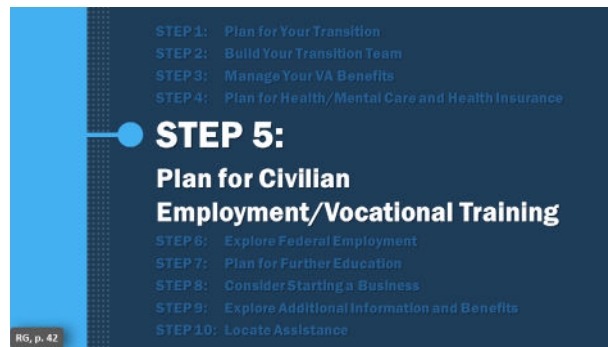 STEP 1: Plan for Your Transition
STEP 2: Build Your Transition Team
STEP 3: Manage Your VA Benefits
STEP 4: Plan for Health/Mental Care and Health Insurance
STEP 5:
Plan for Civilian
Employment/Vocational Training
STEP 6: Explore Federal Employment
STEP 7: Plan for Further Education
STEP 8: Consider Starting a Business
STEP 9: Explore Additional Information and Benefits
STEP 10: Locate Assistance
RG, p. 42